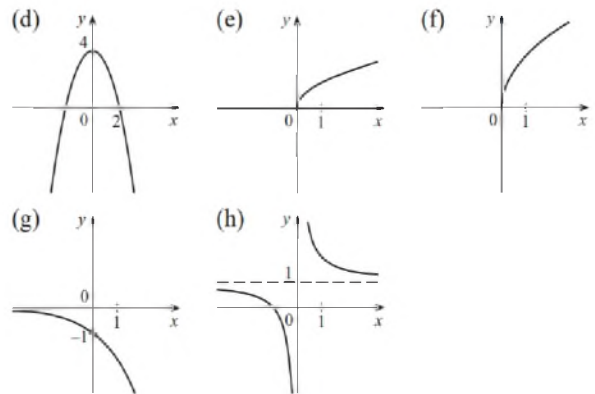 (d) y (e) y (f) y
4
0 2 x 0 1 x 0 1 x
(g) y (h) y
1
0
1 x 0 1 x
−1